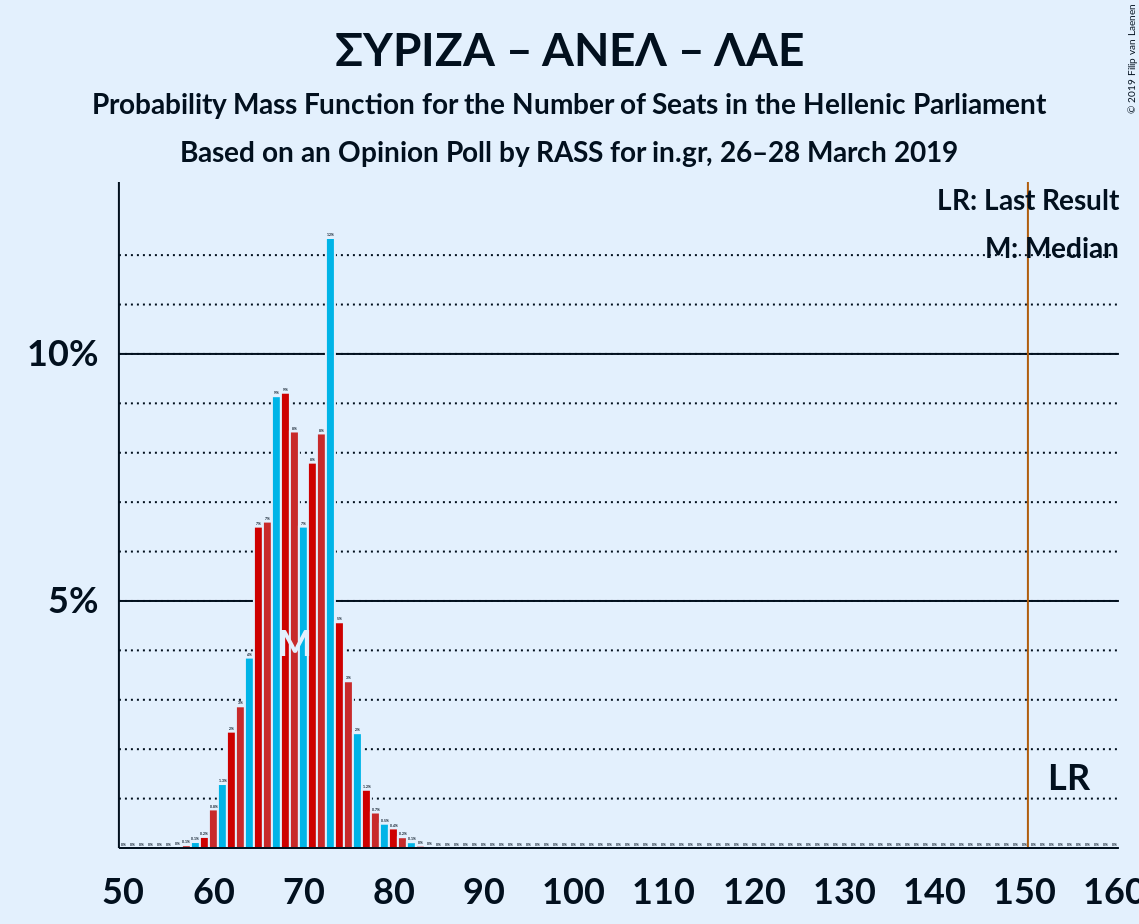 ΣΥΡΙΖΑ – ΑΝΕΛ – ΛΑΕ
Probability Mass Function for the Number of Seats in the Hellenic Parliament
Based on an Opinion Poll by RASS for in.gr, 26–28 March 2019
© 2019 Filip van Laenen
LR: Last Result
M: Median
10%
5%
M
LR
50 60 70 80 90 100 110 120 130 140 150 160